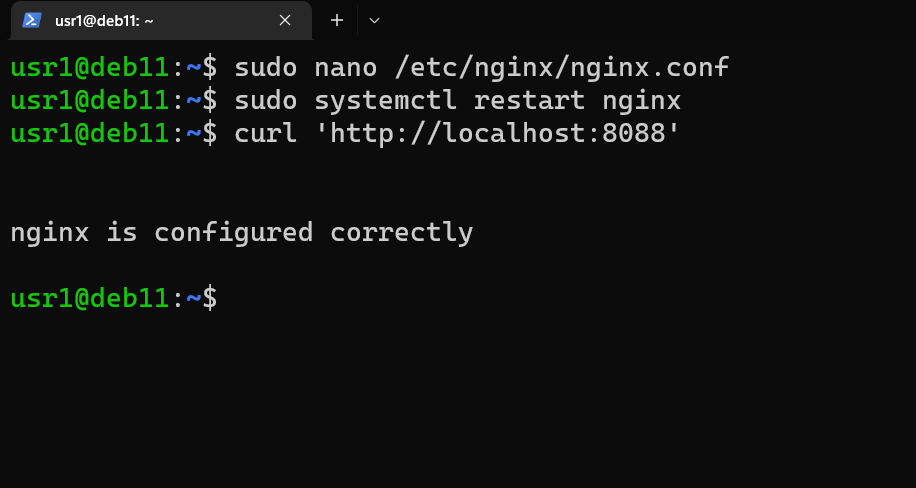 usr1@deb11: ~
usr1@deb11:~$ sudo nano /etc/nginx/nginx.conf
usr1@deb11:~$ sudo systemctl restart nginx
usr1@deb11:~$ curl 'http://localhost:8088'
nginx is configured correctly
usr1@deb11:~$